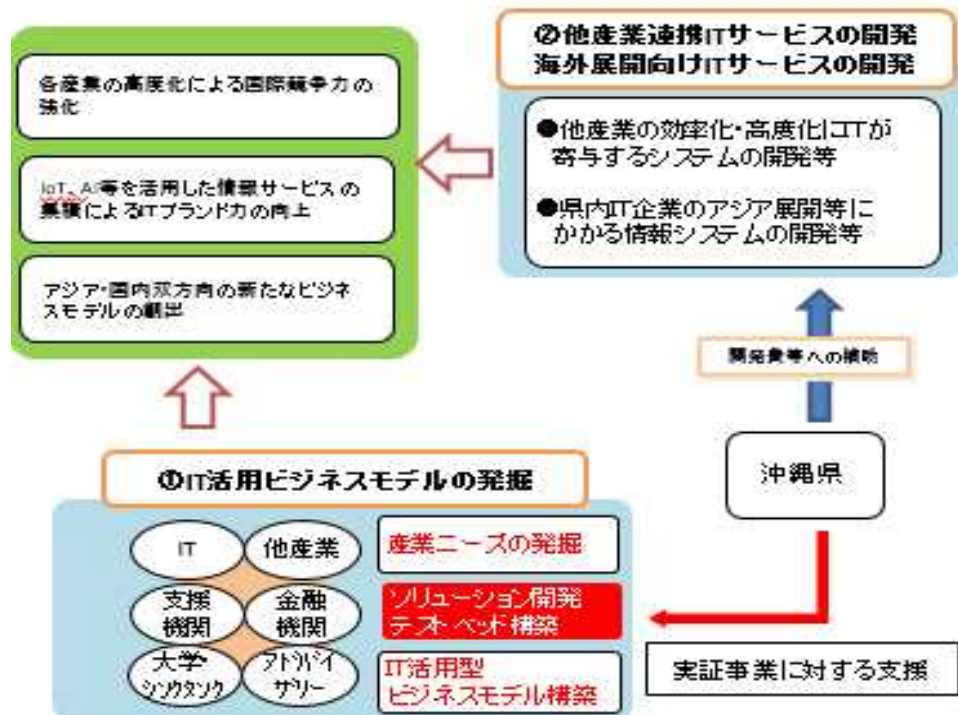 各産業の高度化による国際競争力の
強化
IoT、AI等を活用した情報サービスの
集積によるITブランド力の向上
アジア・国内双方向の新たなビジネ
スモデルの創出
②他産業連携ITサービスの開発
海外展開向けITサービスの開発
●他産業の効率化・高度化にITが
寄与するシステムの開発等
●県内IT企業のアジア展開等に
かかる情報システムの開発等
開発費等への補助
沖縄県
①IT活用ビジネスモデルの発掘
IT
他産業
支援
機関
金融
機関
大学・
シンクタンク
アドバイ
ザリー
産業ニーズの発掘
ソリューション開発
テストベッド構築
IT活用型
ビジネスモデル構築
実証事業に対する支援